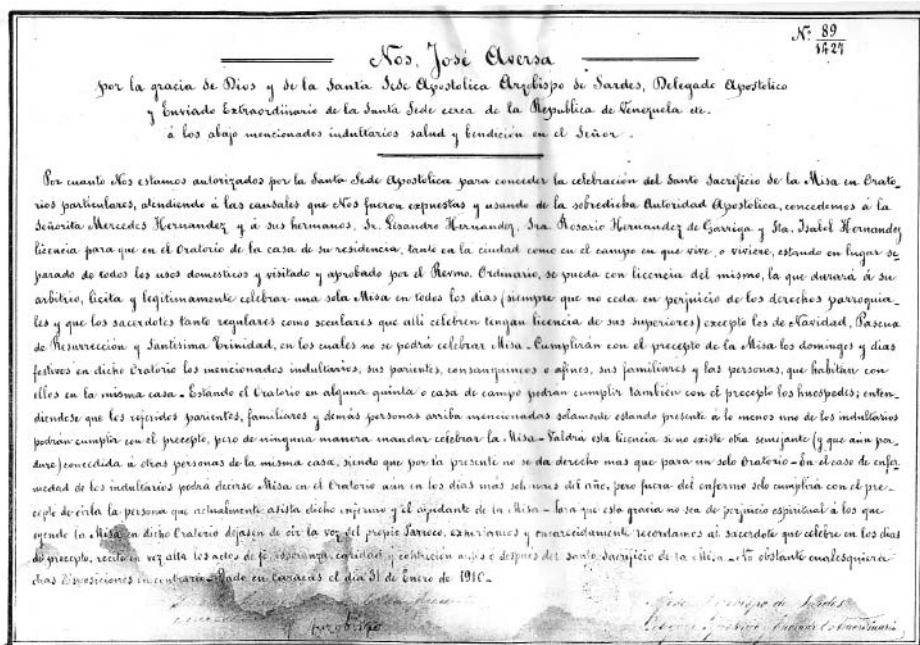 Nº 89
1427
Nos, José Aversa
por la gracia de Dios y de la Santa Sede Apostólica Arzobispo de Sardes, Delegado Apostólico
y Enviado Extraordinario de la Santa Sede cerca de la Republica de Venezuela etc.
á los abajo mencionados indultarios salud y bendición en el Señor.
Por cuanto Nos estamos autorizados por la Santa Sede Apostólica para conceder la celebración del Santo Sacrificio de la Misa en Orato-
rios particulares, atendiendo á las causales que Nos fueron expuestas y usando de la sobredicha Autoridad Apostólica, concedemos á la
Señorita Mercedes Hernandez y á sus hermanos, Sr. Lisandro Hernandez, Sra. Rosario Hernandez de Garriga y Sta. Isabel Hernandez
licencia para que en el Oratorio de la casa de su residencia, tanto en la ciudad como en el campo en que vive, o viviere, estando en lugar se-
parado de todos los usos domesticos y visitado y aprobado por el Revmo. Ordinario, se pueda con licencia del mismo, la que durará á su
arbitrio, licita y legitimamente celebrar una sola Misa en todos los dias (siempre que no ceda en perjuicio de los derechos parroquia-
les y que los sacerdotes tanto regulares como seculares que alli celebren tengan licencia de sus superiores) excepto los de Navidad, Pascua
de Resurrección y Santisima Trinidad, en los cuales no se podrá celebrar Misa - Cumplirán con el precepto de la Misa los domingos y dias
festivos en dicho Oratorio los mencionados indultarios, sus parientes, consanguineos o afines, sus familiares y las personas, que habitan con
ellos en la misma casa - Estando el Oratorio en alguna quinta o casa de campo podrán cumplir también con el precepto los huespedes; enten-
diendose que los referidos parientes, familiares y demás personas arriba mencionadas solamente estando presente á lo menos uno de los indultarios
podrán cumplir con el precepto, pero de ninguna manera mandar celebrar la Misa - Valdrá esta licencia si no existe otra semejante (y que aún per-
dure) concedida á otras personas de la misma casa, siendo que por la presente no se da derecho mas que para un solo Oratorio - En el caso de enfer-
medad de los indultarios podrá decirse Misa en el Oratorio aún en los dias más solemnes del año, pero fuera del enfermo solo cumplirá con el pre-
cepto de oirla la persona que actualmente asista dicho enfermo y el ayudante de la Misa - Para que esta gracia no sea de perjuicio espiritual á los que
oyendo la Misa en dicho Oratorio dejasen de oir la voz del propio Parroco, exhortamos y encarecidamente recordamos al sacerdote que celebre en los dias
de precepto, recite en voz alta los actos de fé, esperanza, caridad y contrición antes o despues del santo sacrificio de la Misa - No obstante cualesquiera
disposiciones en contrario - Dado en Caracas el dia 31 de Enero de 1910 -
José Arzobispo de Sardes
Arzobispo
Enviado Extraordinario